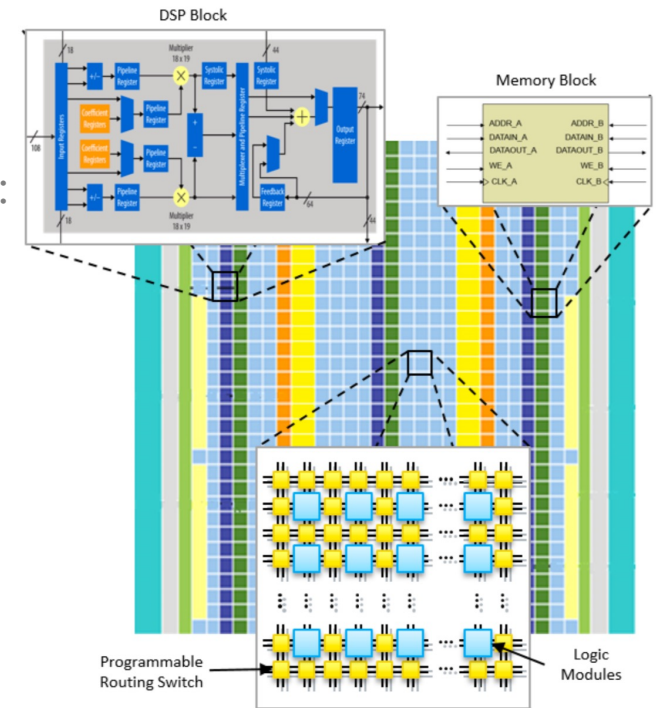 DSP Block
18
44
Multiplier
18 x 19
+/–
Pipeline
Register
Systolic
Register
Systolic
Register
Coefficient
Registers
Pipeline
Register
Input Registers
108
Coefficient
Registers
Pipeline
Register
+
–
Multiplexer and Pipeline Register
+
74
Output
Register
+/–
Pipeline
Register
Feedback
Register
64
18
Multiplier
18 x 19
44
Memory Block
ADDR_A
ADDR_B
DATAIN_A
DATAIN_B
DATAOUT_A
DATAOUT_B
WE_A
WE_B
CLK_A
CLK_B
Programmable
Routing Switch
Logic
Modules